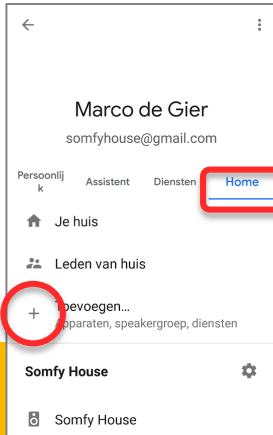 Marco de Gier
somfyhouse@gmail.com
Persoonlij
k
Assistent
Diensten
Home
Je huis
Leden van huis
Toevoegen...
Apparaten, speakergroep, diensten
Somfy House
Somfy House